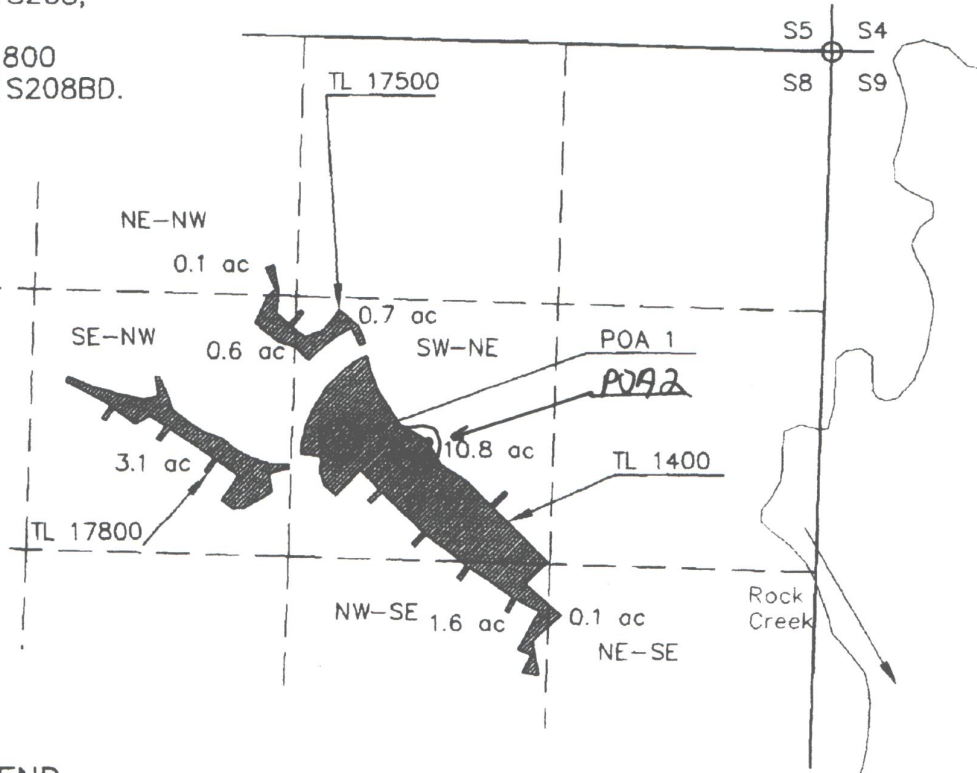 800
S208BD.
S5 S4
S8 S9
TL 17500
NE-NW
0.1 ac
0.7 ac
SE-NW
0.6 ac
SW-NE
POA 1
POA2
10.8 ac
3.1 ac
TL 1400
TL 17800
Rock
Creek
NW-SE
1.6 ac
0.1 ac
NE-SE